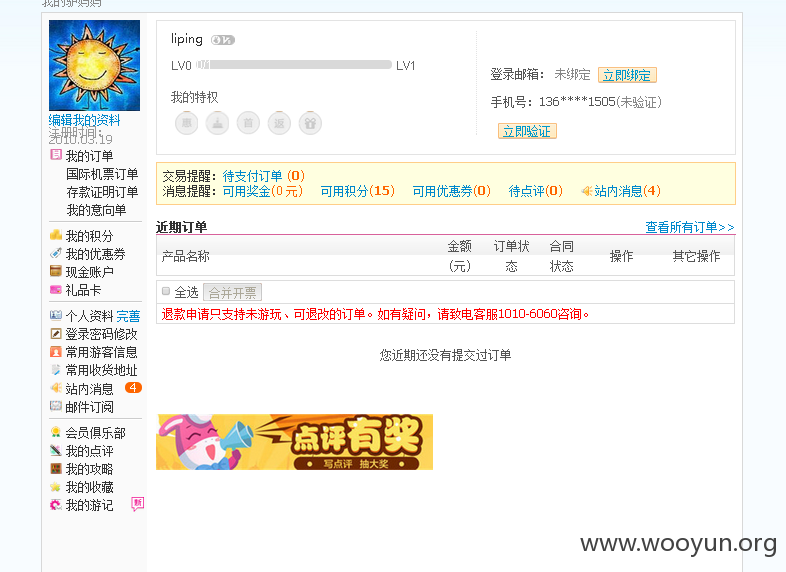 我的驴妈妈
liping
LV0 0/1 LV1
我的特权
惠
首
返
登录邮箱： 未绑定 立即绑定
手机号：136****1505(未验证)
立即验证
编辑我的资料
注册时间：
2010.03.19
我的订单
国际机票订单
存款证明订单
我的意向单
我的积分
我的优惠券
现金账户
礼品卡
个人资料 完善
登录密码修改
常用游客信息
常用收货地址
站内消息 4
邮件订阅
会员俱乐部
我的点评
我的攻略
我的收藏
我的游记 新
交易提醒：待支付订单 (0)
消息提醒：可用奖金(0 元) 可用积分(15) 可用优惠券(0) 待点评(0) 站内消息(4)
近期订单 查看所有订单>>
产品名称 金额(元) 订单状态 合同状态 操作 其它操作
全选 合并开票
退款申请只支持未游玩、可退改的订单。如有疑问，请致电客服1010-6060咨询。
您近期还没有提交过订单
点评有奖
写点评 抽大奖
www.wooyun.org